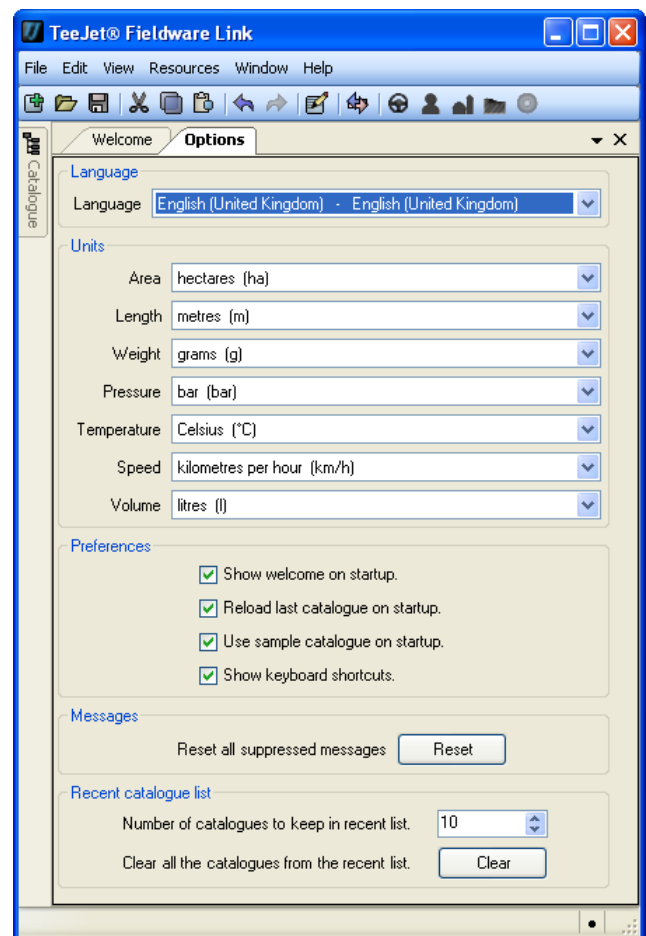 TeeJet® Fieldware Link
File Edit View Resources Window Help
Catalogue
Welcome Options
Language
Language English (United Kingdom) - English (United Kingdom)
Units
Area hectares (ha)
Length metres (m)
Weight grams (g)
Pressure bar (bar)
Temperature Celsius (°C)
Speed kilometres per hour (km/h)
Volume litres (l)
Preferences
Show welcome on startup.
Reload last catalogue on startup.
Use sample catalogue on startup.
Show keyboard shortcuts.
Messages
Reset all suppressed messages Reset
Recent catalogue list
Number of catalogues to keep in recent list. 10
Clear all the catalogues from the recent list. Clear